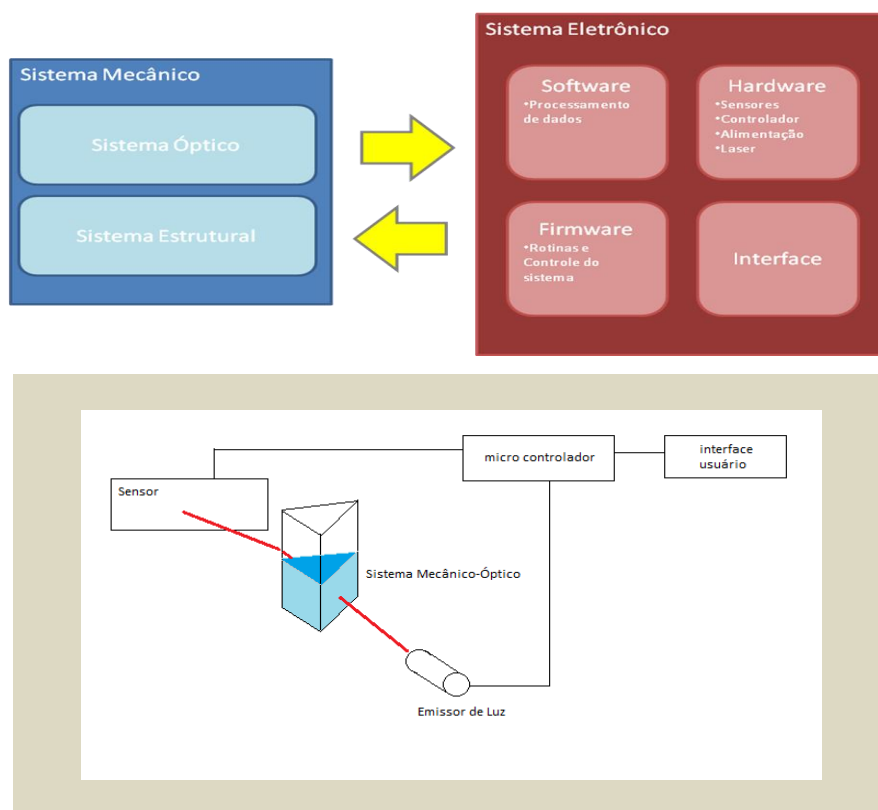 Sistema Mecânico
Sistema Óptico
Sistema Estrutural
Sistema Eletrônico
Software
•Processamento
de dados
Hardware
•Sensores
•Controlador
•Alimentação
•Laser
Firmware
•Rotinas e
Controle do
sistema
Interface
Sensor
micro controlador
interface
usuário
Sistema Mecânico-Óptico
Emissor de Luz